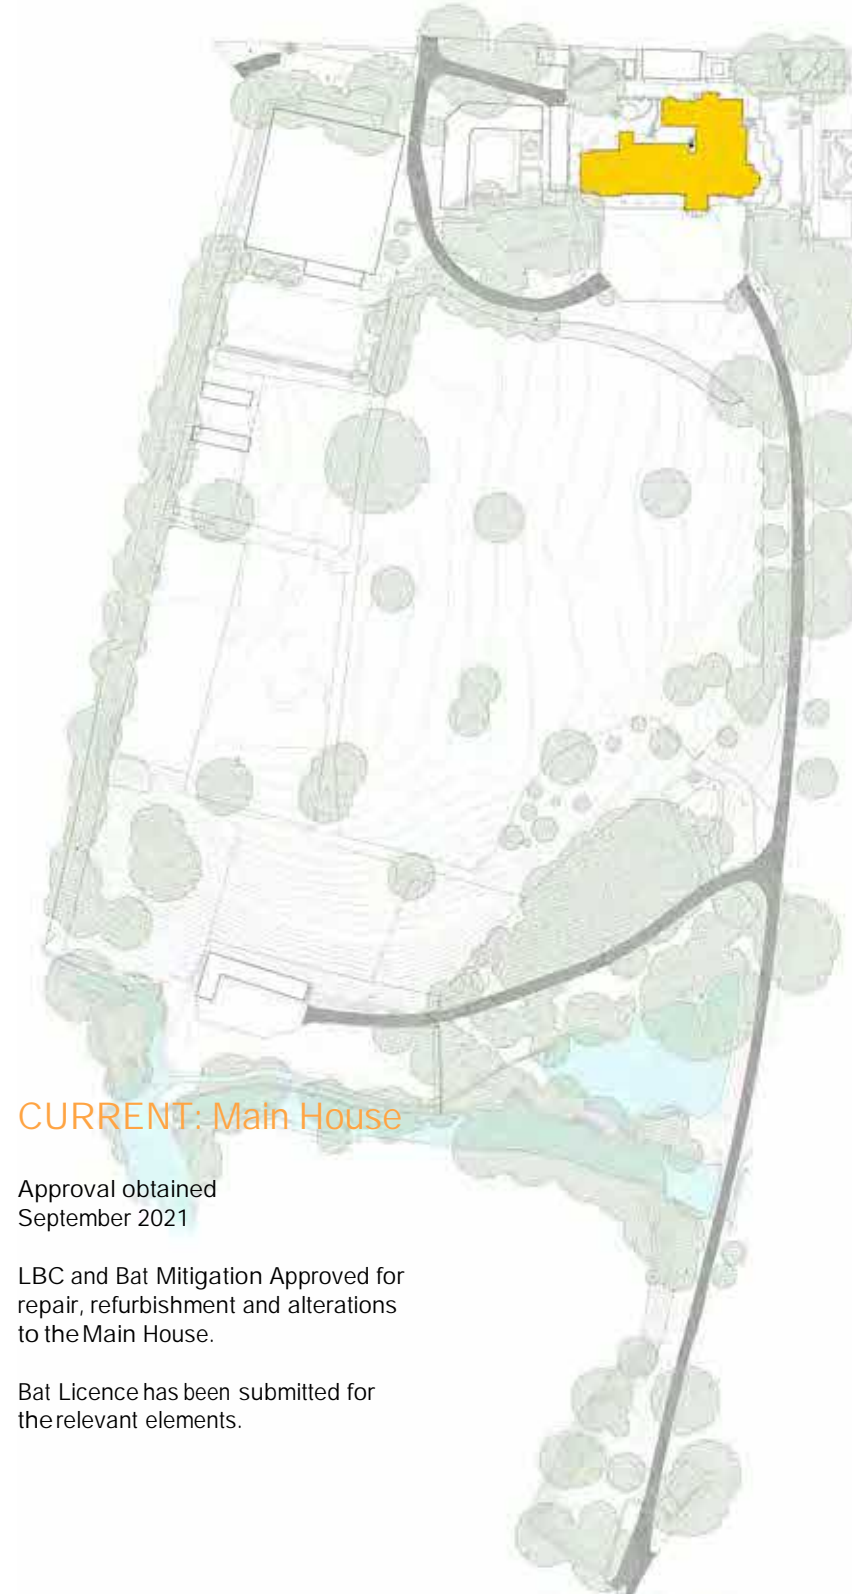 CURRENT: Main House
Approval obtained
September 2021
LBC and Bat Mitigation Approved for
repair, refurbishment and alterations
to the Main House.
Bat Licence has been submitted for
the relevant elements.